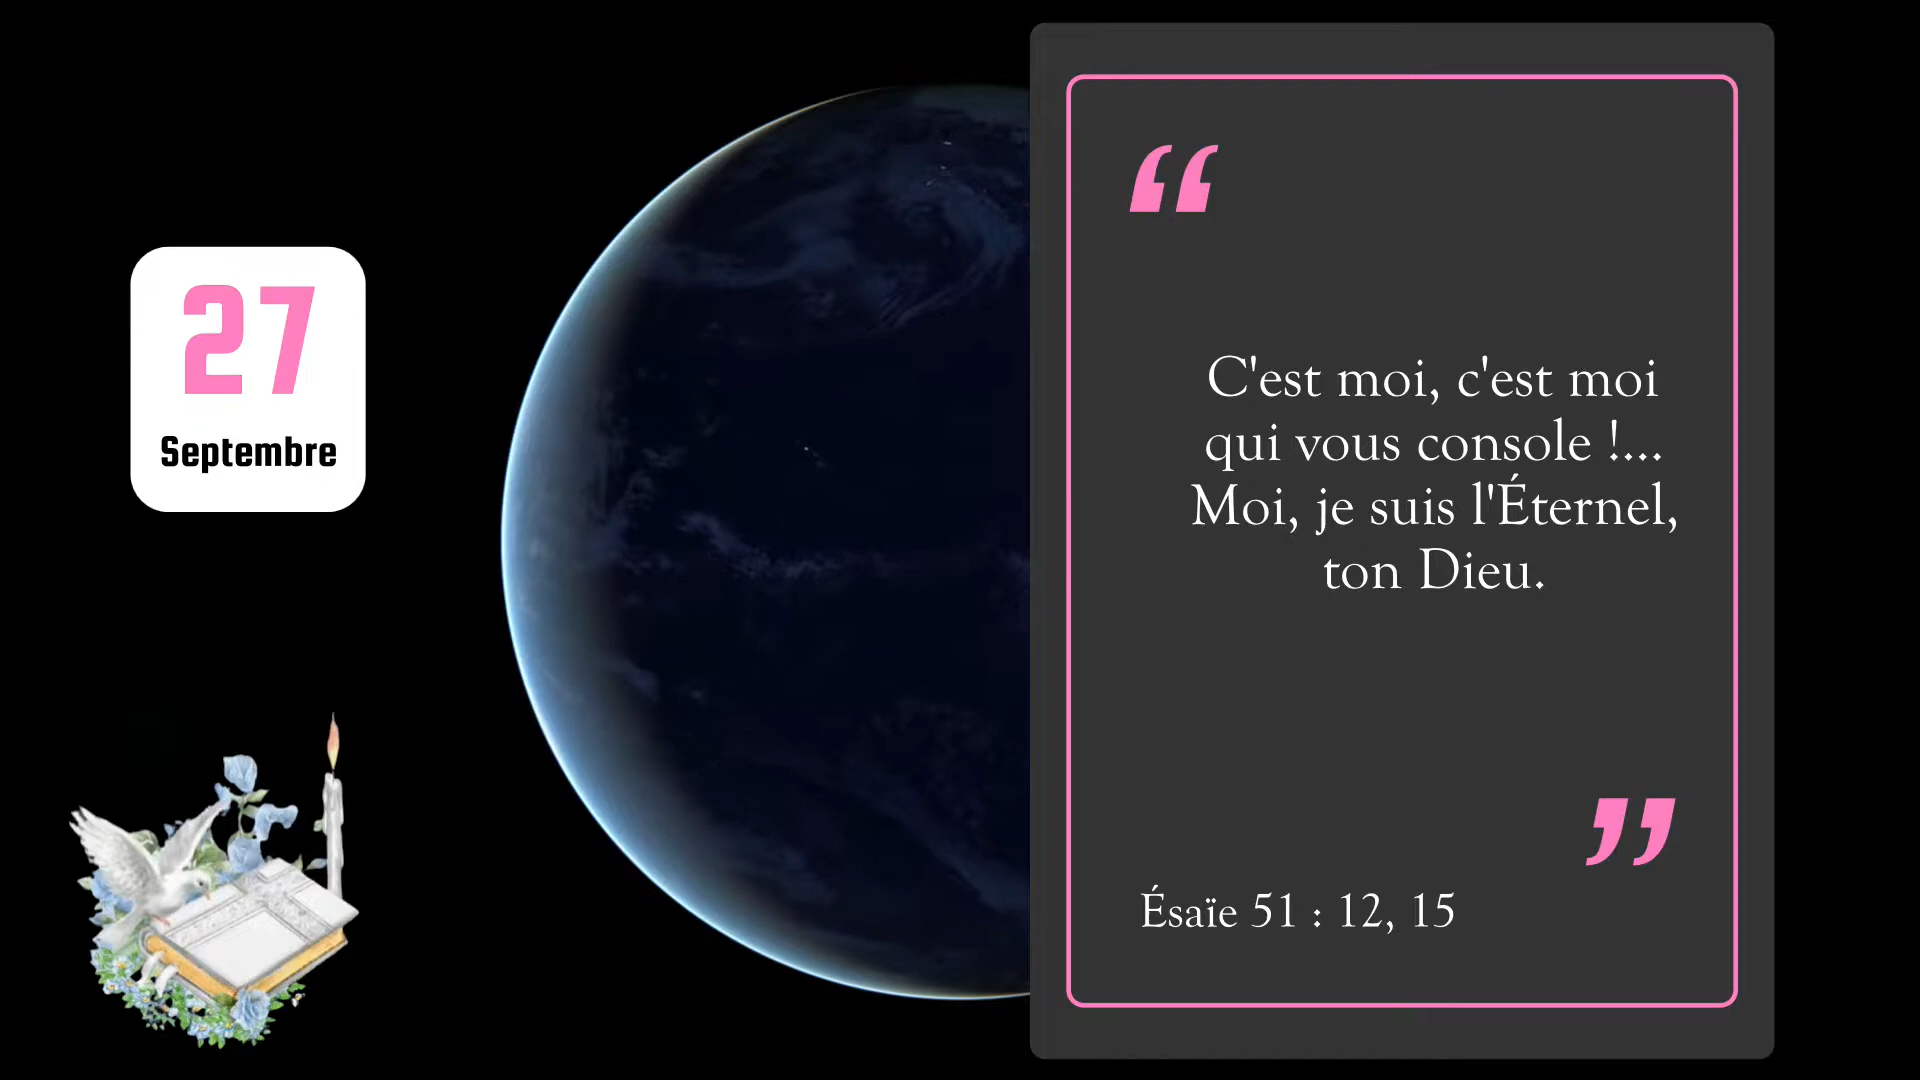 27
Septembre
“
C'est moi, c'est moi
qui vous console !...
Moi, je suis l'Éternel,
ton Dieu.
”
Ésaïe 51 : 12, 15